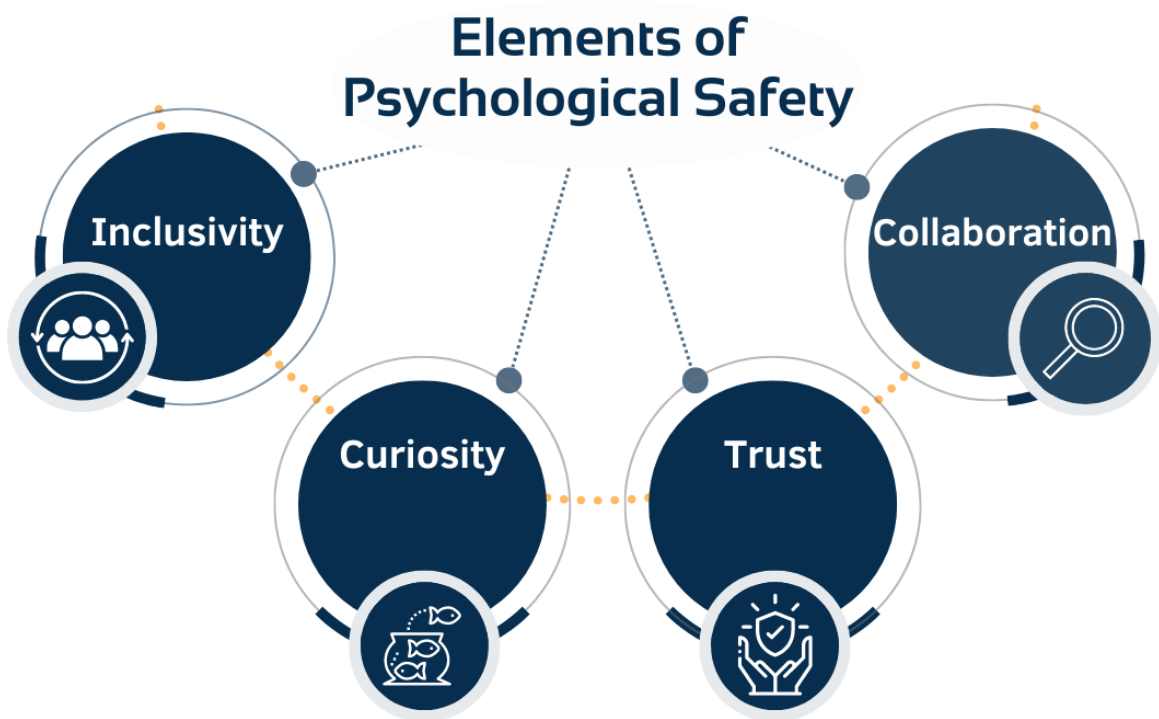 Elements of
Psychological Safety
Inclusivity
Collaboration
Curiosity
Trust